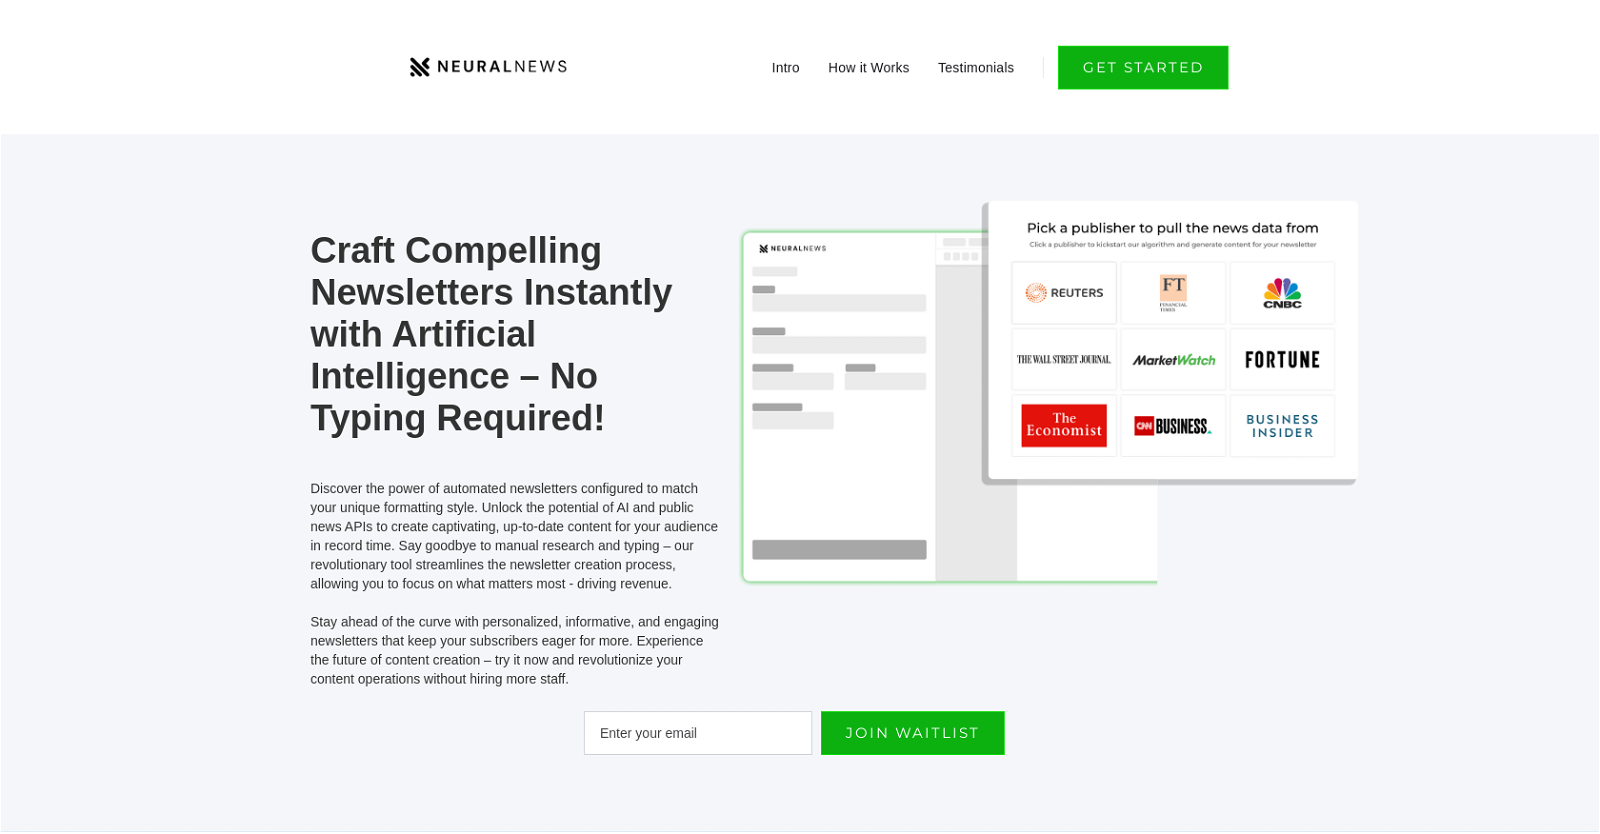 NEURALNEWS
Intro
How it Works
Testimonials
GET STARTED
Craft Compelling
Newsletters Instantly
with Artificial
Intelligence – No
Typing Required!
Discover the power of automated newsletters configured to match
your unique formatting style. Unlock the potential of AI and public
news APIs to create captivating, up-to-date content for your audience
in record time. Say goodbye to manual research and typing – our
revolutionary tool streamlines the newsletter creation process,
allowing you to focus on what matters most - driving revenue.
Stay ahead of the curve with personalized, informative, and engaging
newsletters that keep your subscribers eager for more. Experience
the future of content creation – try it now and revolutionize your
content operations without hiring more staff.
NEURALNEWS
Pick a publisher to pull the news data from
Click a publisher to kickstart our algorithm and generate content for your newsletter
REUTERS
FT
FINANCIAL
TIMES
CNBC
THE WALL STREET JOURNAL.
MarketWatch
FORTUNE
The
Economist
CNN BUSINESS
BUSINESS
INSIDER
Enter your email
JOIN WAITLIST